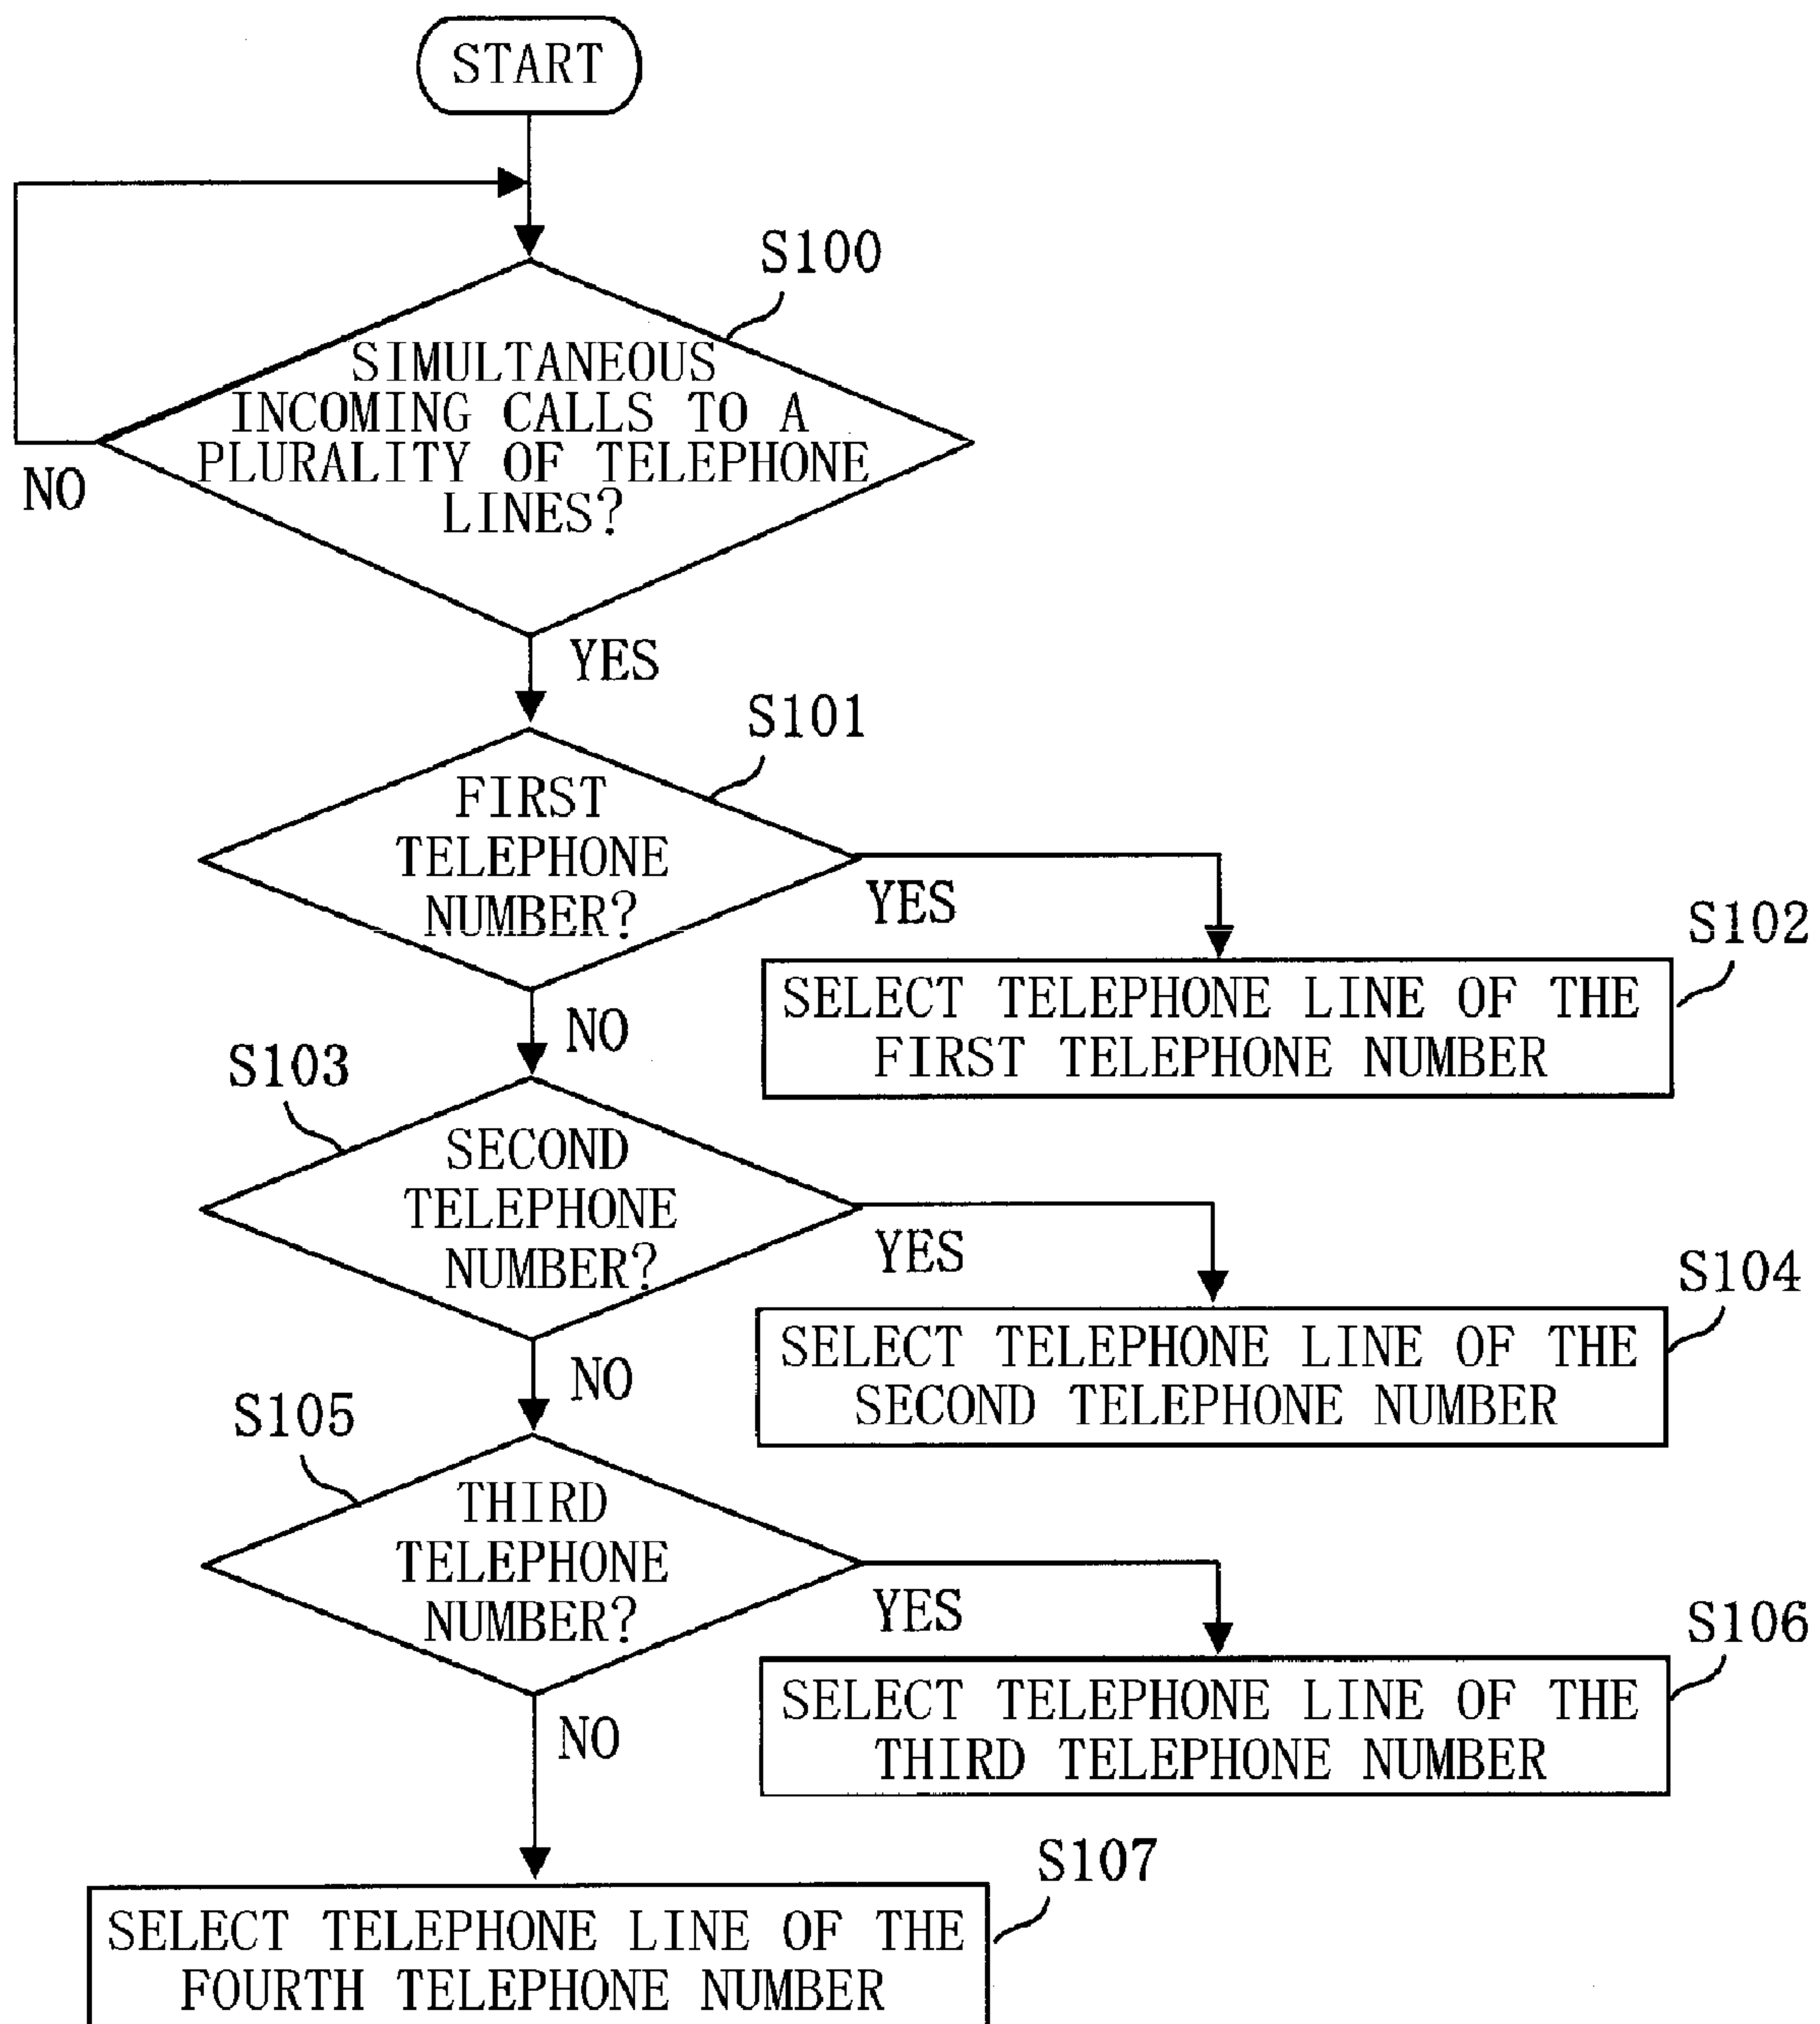 START
S100
SIMULTANEOUS
INCOMING CALLS TO A
PLURALITY OF TELEPHONE
LINES?
NO
YES
S101
FIRST
TELEPHONE
NUMBER?
YES
S102
SELECT TELEPHONE LINE OF THE
FIRST TELEPHONE NUMBER
NO
S103
SECOND
TELEPHONE
NUMBER?
YES
S104
SELECT TELEPHONE LINE OF THE
SECOND TELEPHONE NUMBER
NO
S105
THIRD
TELEPHONE
NUMBER?
YES
S106
SELECT TELEPHONE LINE OF THE
THIRD TELEPHONE NUMBER
NO
S107
SELECT TELEPHONE LINE OF THE
FOURTH TELEPHONE NUMBER